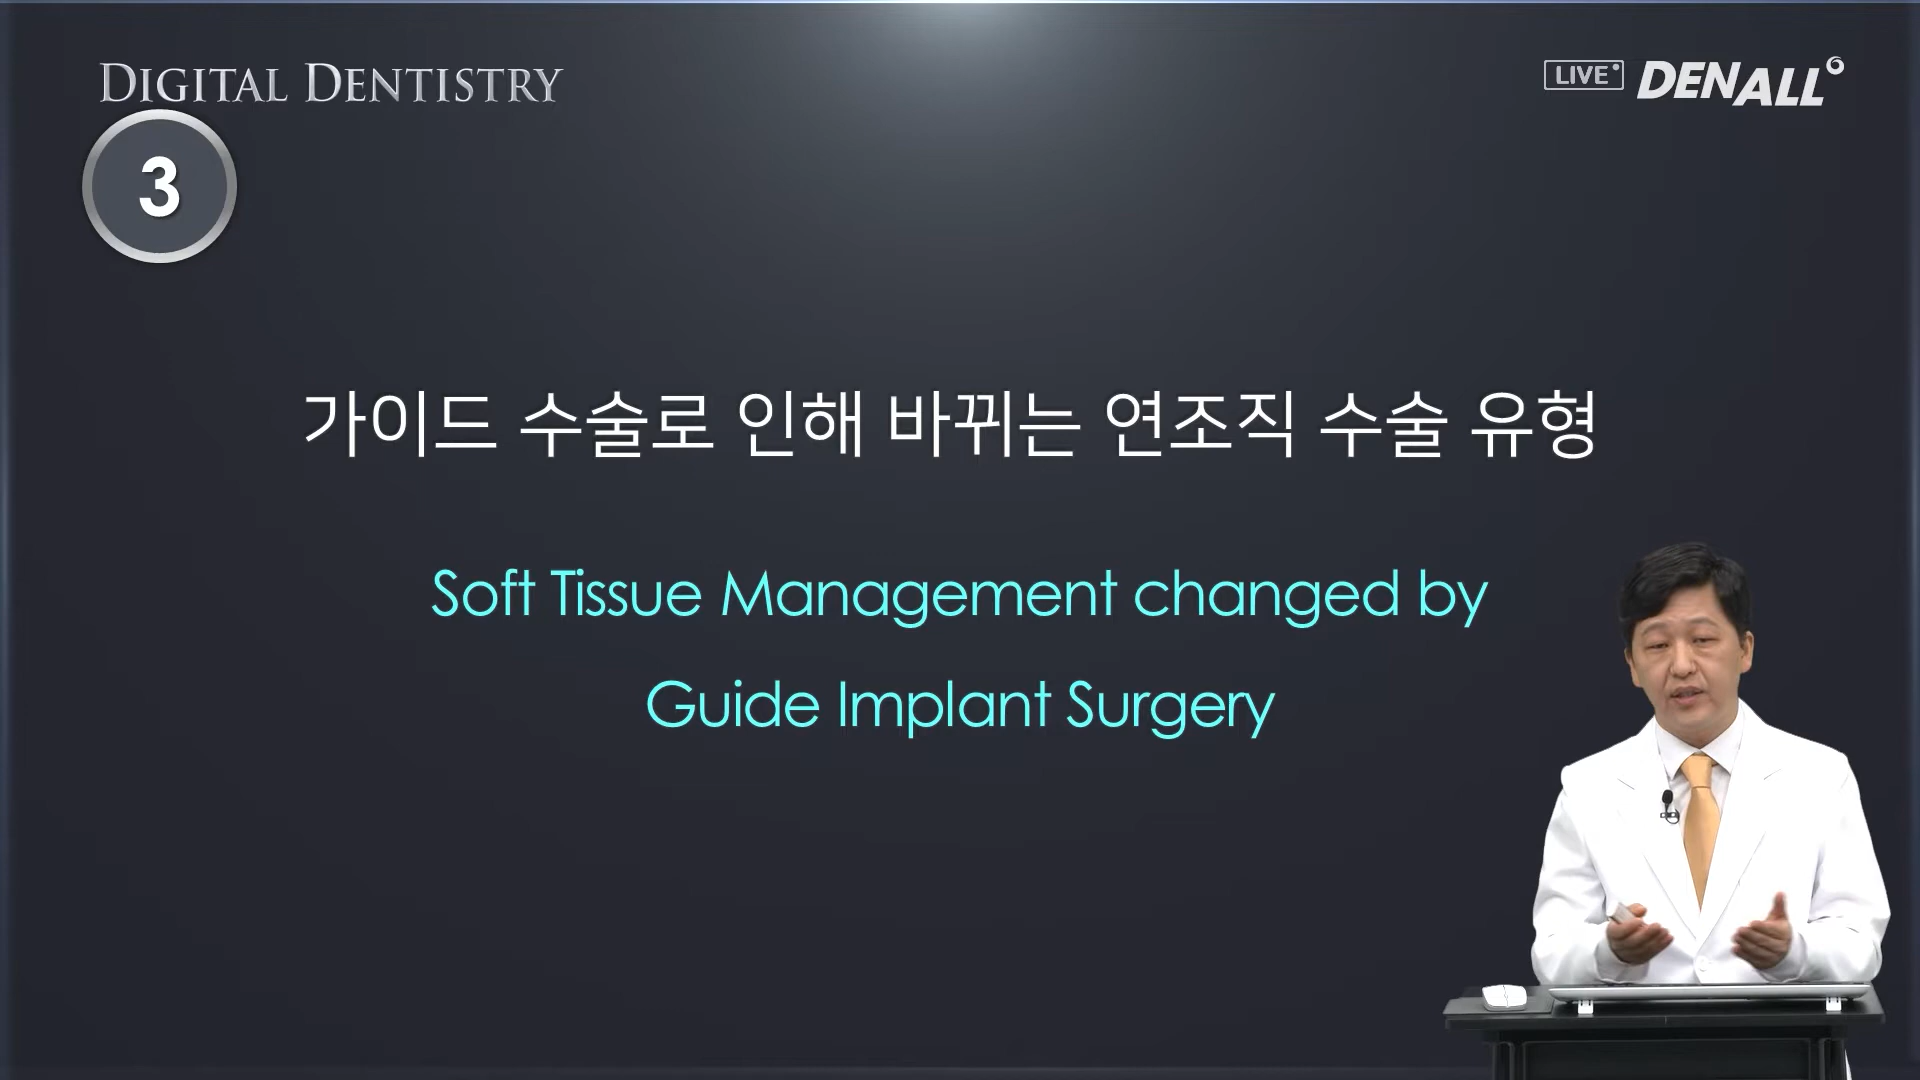 DIGITAL DENTISTRY
LIVE DENALL
3
가이드 수술로 인해 바뀌는 연조직 수술 유형
Soft Tissue Management changed by
Guide Implant Surgery